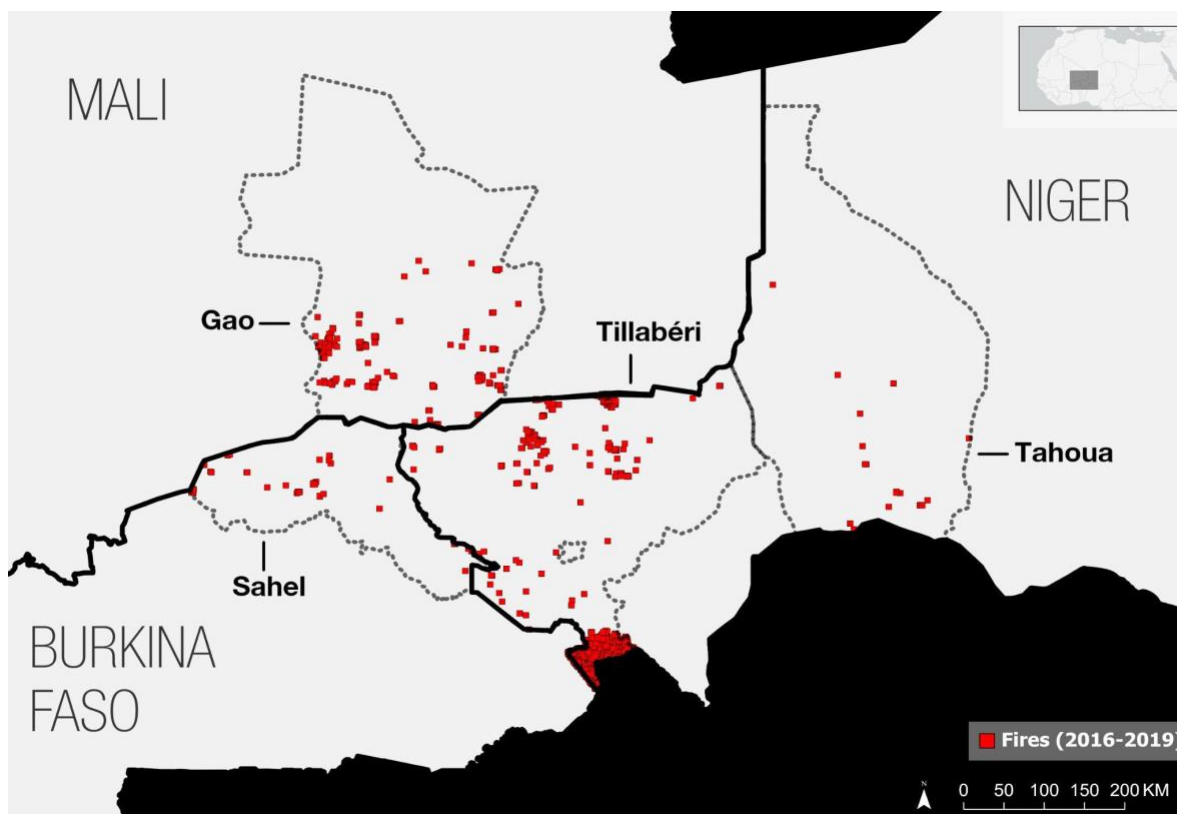 MALI
NIGER
Gao
Tillabéri
Tahoua
Sahel
BURKINA
FASO
Fires (2016-2019)
N
0 50 100 150 200 KM